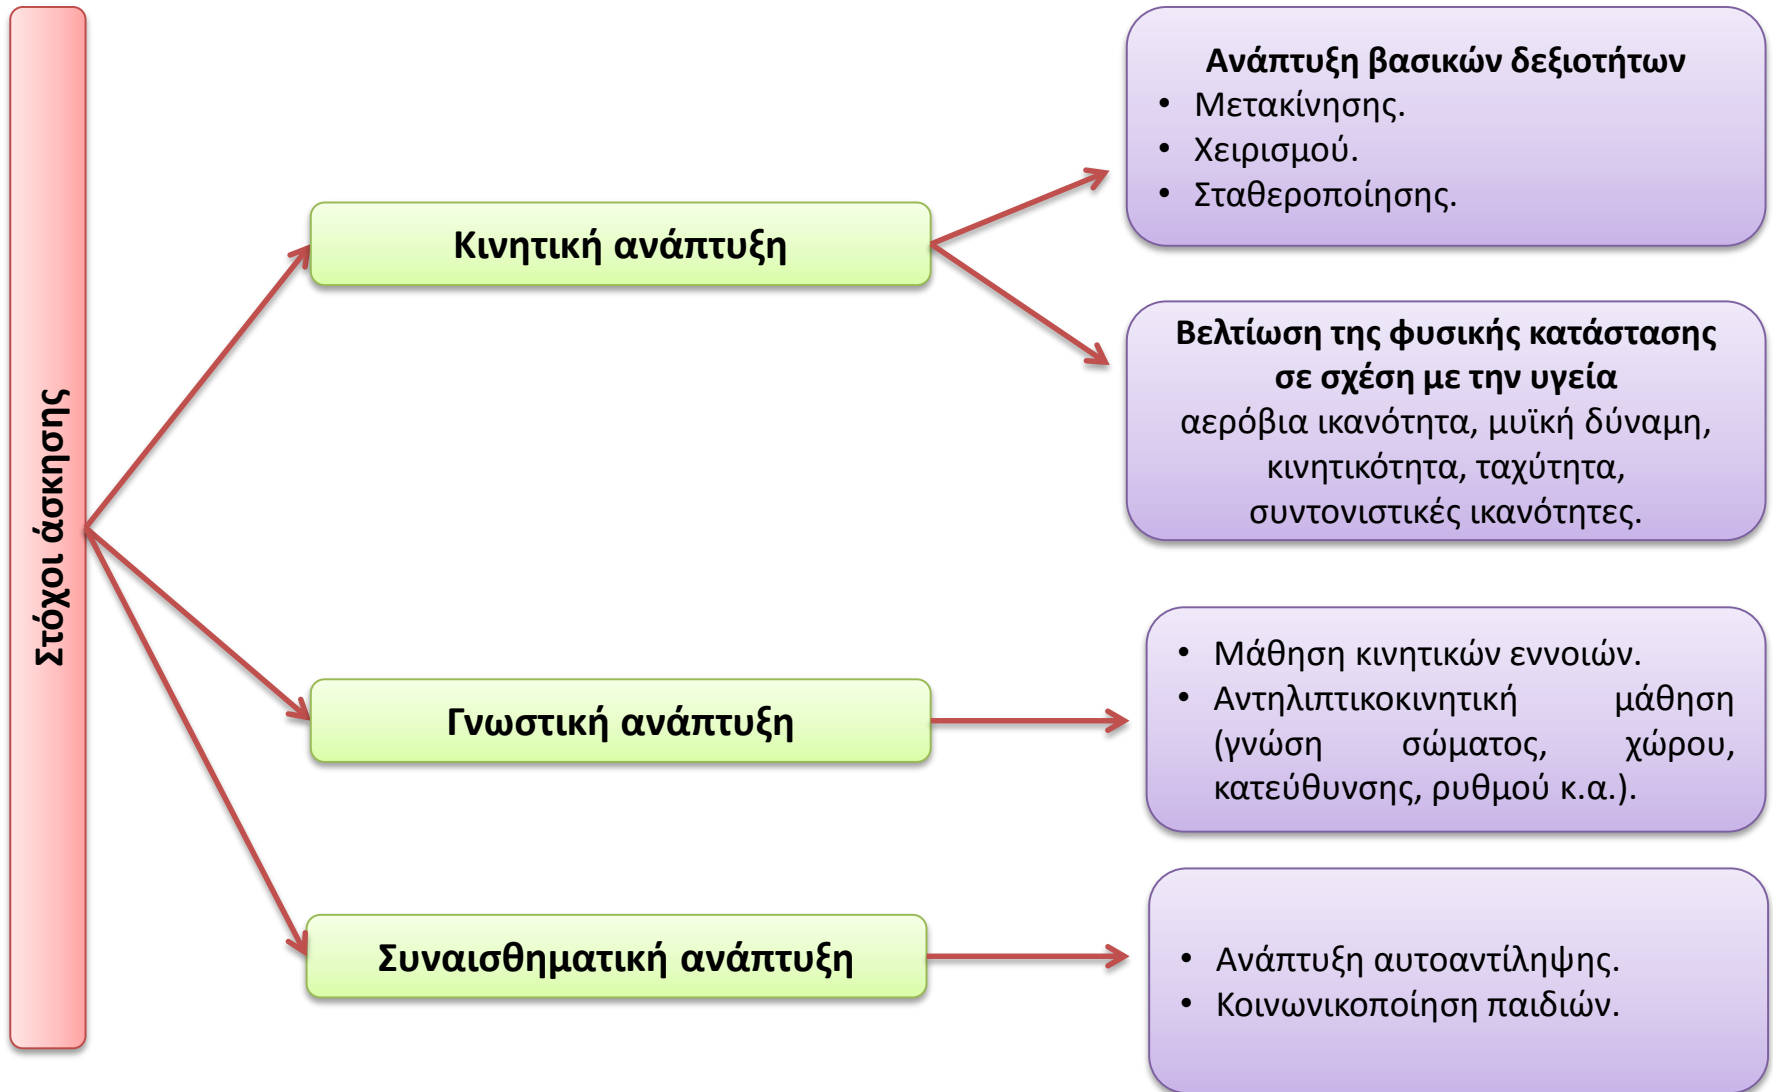 Στόχοι άσκησης
Κινητική ανάπτυξη
Ανάπτυξη βασικών δεξιοτήτων
• Μετακίνησης.
• Χειρισμού.
• Σταθεροποίησης.
Βελτίωση της φυσικής κατάστασης
σε σχέση με την υγεία
αερόβια ικανότητα, μυϊκή δύναμη,
κινητικότητα, ταχύτητα,
συντονιστικές ικανότητες.
Γνωστική ανάπτυξη
• Μάθηση κινητικών εννοιών.
• Αντηλιπτικοκινητική μάθηση
(γνώση σώματος, χώρου,
κατεύθυνσης, ρυθμού κ.α.).
Συναισθηματική ανάπτυξη
• Ανάπτυξη αυτοαντίληψης.
• Κοινωνικοποίηση παιδιών.